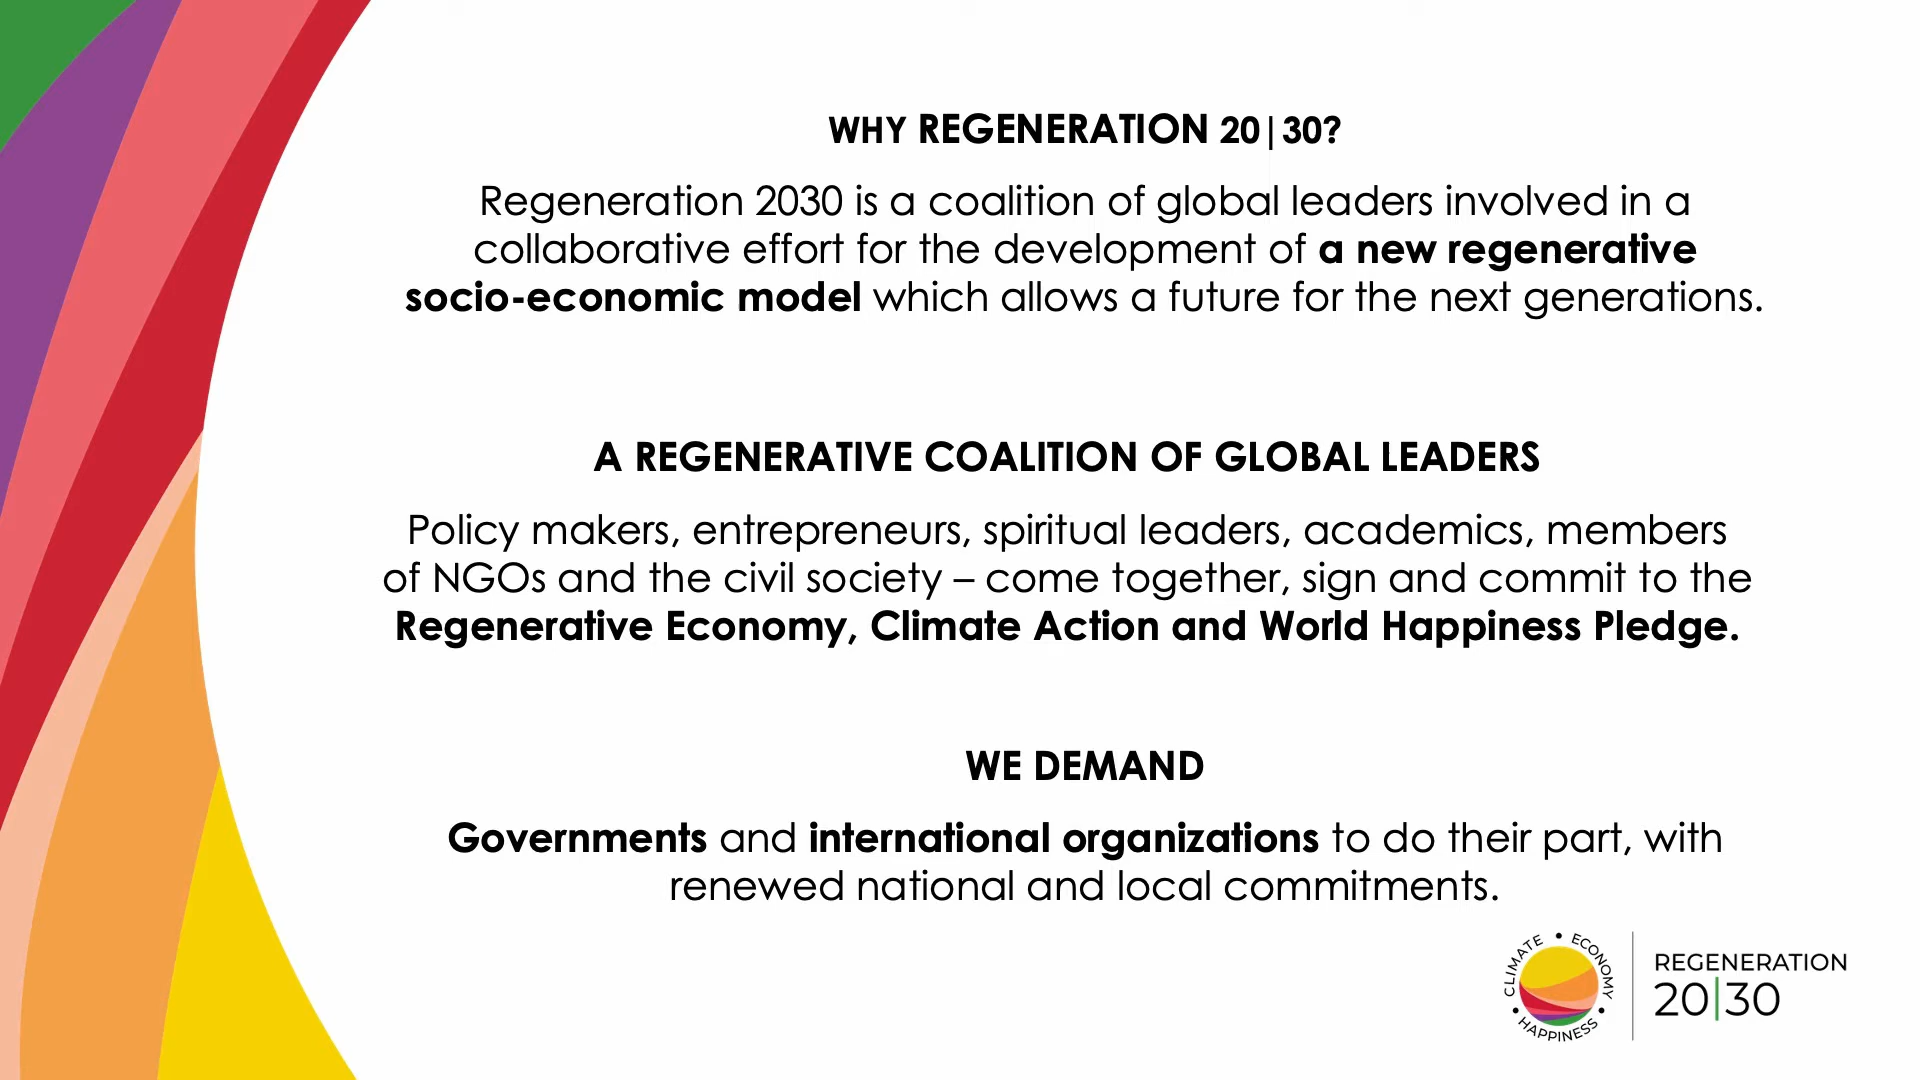 WHY REGENERATION 20|30?
Regeneration 2030 is a coalition of global leaders involved in a
collaborative effort for the development of a new regenerative
socio-economic model which allows a future for the next generations.
A REGENERATIVE COALITION OF GLOBAL LEADERS
Policy makers, entrepreneurs, spiritual leaders, academics, members
of NGOs and the civil society – come together, sign and commit to the
Regenerative Economy, Climate Action and World Happiness Pledge.
WE DEMAND
Governments and international organizations to do their part, with
renewed national and local commitments.
CLIMATE • ECONOMY • HAPPINESS •
REGENERATION
20|30